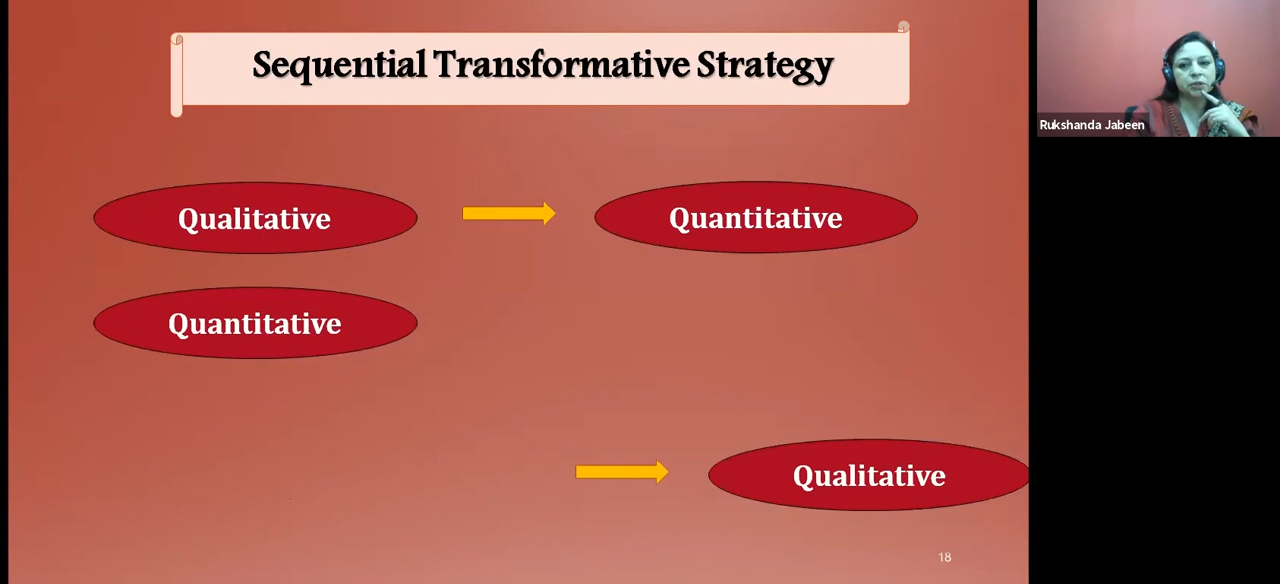 Sequential Transformative Strategy
Rukshanda Jabeen
Qualitative
Quantitative
Quantitative
Qualitative
18